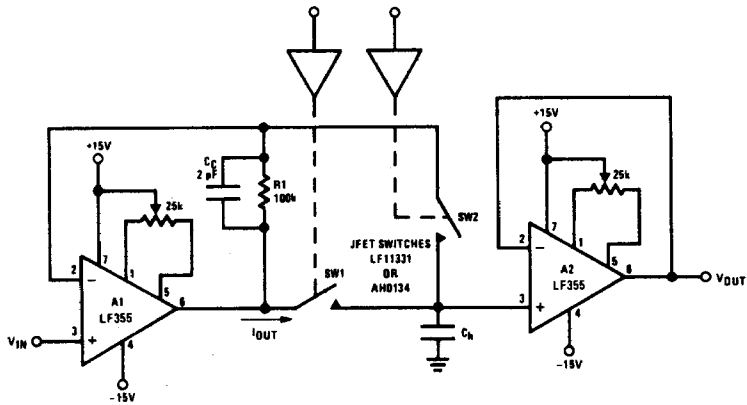 +15V
25k
7
1
2
5
A1
LF355
6
3
VIN
4
-15V
CC
2 pF
R1
100k
IOUT
SW1
JFET SWITCHES
LF11331
OR
AH0134
SW2
Ch
+15V
25k
7
1
2
5
A2
LF355
6
VOUT
3
4
-15V